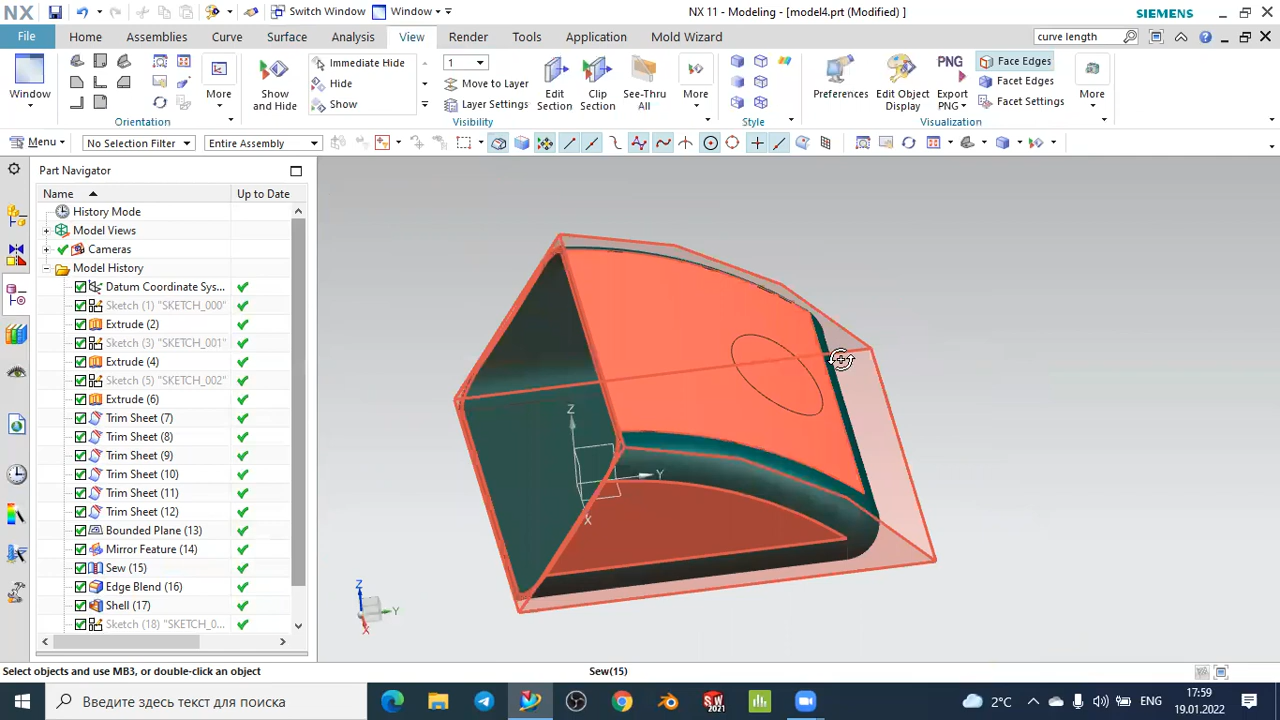 NX Switch Window Window NX 11 - Modeling - [model4.prt (Modified) ] SIEMENS
File Home Assemblies Curve Surface Analysis View Render Tools Application Mold Wizard curve length
Window
More
Orientation
Show and Hide
Immediate Hide
Hide
Show
1
Move to Layer
Layer Settings
Edit Section
Clip Section
See-Thru All
More
Visibility
Style
Preferences
Edit Object Display
PNG
Export PNG
Face Edges
Facet Edges
Facet Settings
More
Visualization
Menu No Selection Filter Entire Assembly
Part Navigator
Name Up to Date
History Mode
Model Views
Cameras
Model History
Datum Coordinate Sys...
Sketch (1) "SKETCH_000"
Extrude (2)
Sketch (3) "SKETCH_001"
Extrude (4)
Sketch (5) "SKETCH_002"
Extrude (6)
Trim Sheet (7)
Trim Sheet (8)
Trim Sheet (9)
Trim Sheet (10)
Trim Sheet (11)
Trim Sheet (12)
Bounded Plane (13)
Mirror Feature (14)
Sew (15)
Edge Blend (16)
Shell (17)
Sketch (18) "SKETCH_0...
Z
Y
X
Z
Y
X
Select objects and use MB3, or double-click an object Sew(15)
Введите здесь текст для поиска
SW
2021
2°C
ENG
17:59
19.01.2022